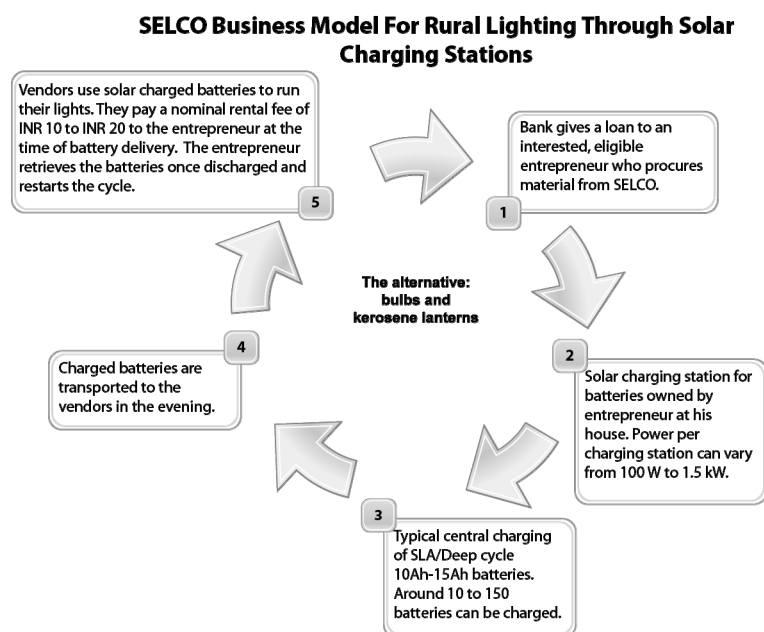 SELCO Business Model For Rural Lighting Through Solar
Charging Stations
Bank gives a loan to an
interested, eligible
entrepreneur who procures
material from SELCO.
1
2
Solar charging station for
batteries owned by
entrepreneur at his
house. Power per
charging station can vary
from 100 W to 1.5 kW.
3
Typical central charging
of SLA/Deep cycle
10Ah-15Ah batteries.
Around 10 to 150
batteries can be charged.
4
Charged batteries are
transported to the
vendors in the evening.
Vendors use solar charged batteries to run
their lights. They pay a nominal rental fee of
INR 10 to INR 20 to the entrepreneur at the
time of battery delivery. The entrepreneur
retrieves the batteries once discharged and
restarts the cycle.
5
The alternative:
bulbs and
kerosene lanterns